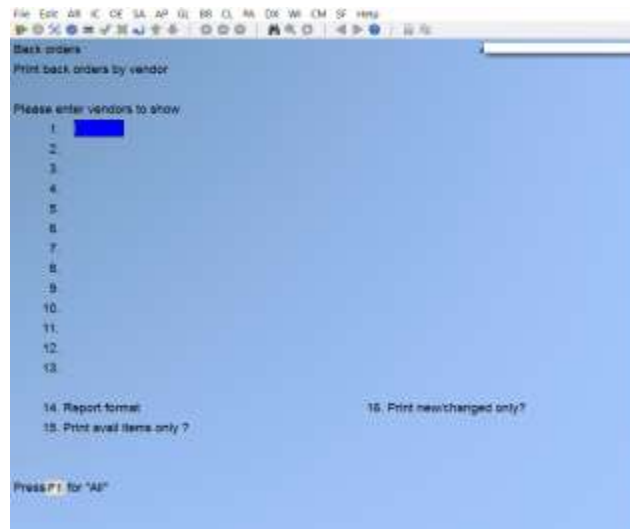 File Edit AR IC OE SA AP GL BB CL PA DX WI CM SF Help
Back orders
Print back orders by vendor
Please enter vendors to show
1.
2.
3.
4.
5.
6.
7.
8.
9.
10.
11.
12.
13.
14. Report format 16. Print new/changed only?
15. Print avail items only ?
Press F1 for "All"